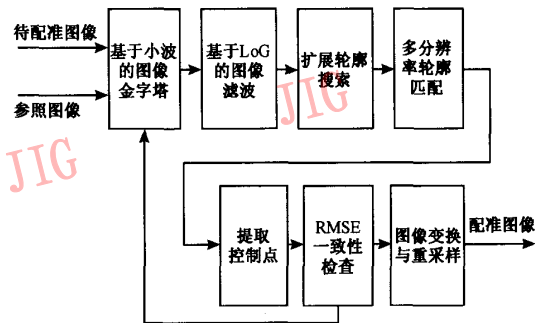 待配准图像
参照图像
基于小波
的图像
金字塔
基于LoG
的图像
滤波
扩展轮廓
搜索
多分辨
率轮廓
匹配
提取
控制点
RMSE
一致性
检查
图像变换
与重采样
配准图像
JIG
JIG